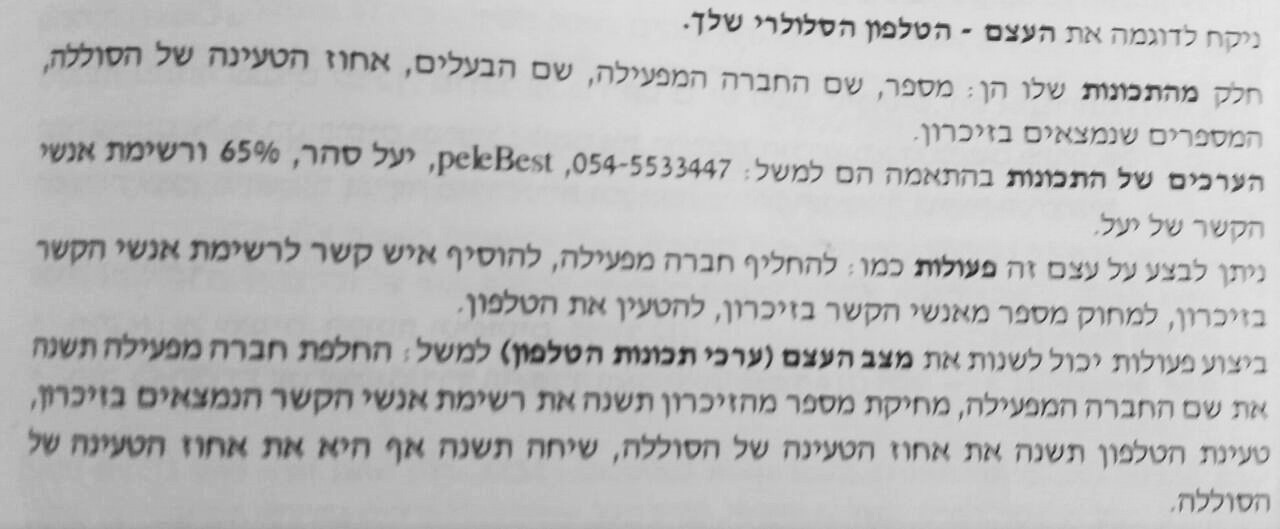 ניקח לדוגמה את העצם - הטלפון הסלולרי שלך.
חלק מהתכונות שלו הן: מספר, שם החברה המפעילה, שם הבעלים, אחוז הטעינה של הסוללה,
המספרים שנמצאים בזיכרון.
הערכים של התכונות בהתאמה הם למשל: 054-5533447, peleBest, יעל סהר, 65% ורשימת אנשי
הקשר של יעל.
ניתן לבצע על עצם זה פעולות כמו: להחליף חברה מפעילה, להוסיף איש קשר לרשימת אנשי הקשר
בזיכרון, למחוק מספר מאנשי הקשר בזיכרון, להטעין את הטלפון.
ביצוע פעולות יכול לשנות את מצב העצם (ערכי תכונות הטלפון) למשל: החלפת חברה מפעילה תשנה
את שם החברה המפעילה, מחיקת מספר מהזיכרון תשנה את רשימת אנשי הקשר הנמצאים בזיכרון,
טעינת הטלפון תשנה את אחוז הטעינה של הסוללה, שיחה תשנה אף היא את אחוז הטעינה של
הסוללה.